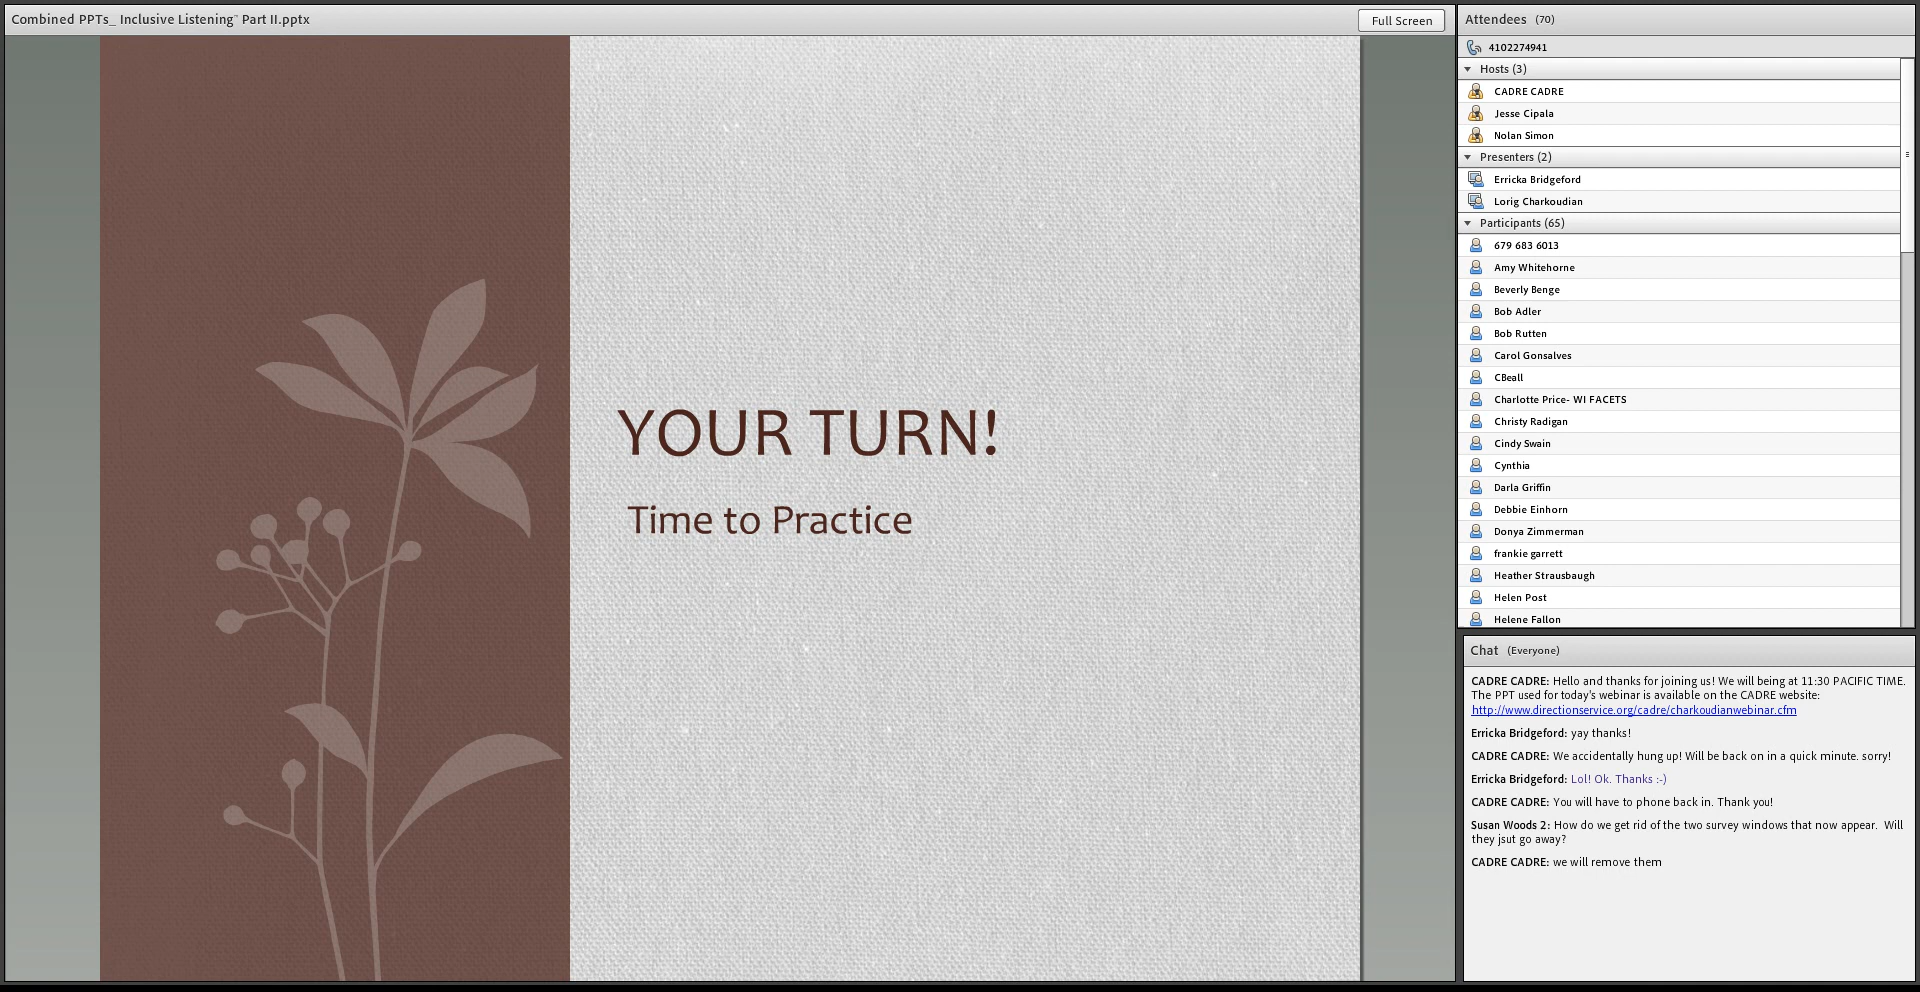 Combined PPTs_ Inclusive Listening™ Part II.pptx
Full Screen
YOUR TURN!
Time to Practice
Attendees (70)
4102274941
Hosts (3)
CADRE CADRE
Jesse Cipala
Nolan Simon
Presenters (2)
Erricka Bridgeford
Lorig Charkoudian
Participants (65)
679 683 6013
Amy Whitehorne
Beverly Benge
Bob Adler
Bob Rutten
Carol Gonsalves
CBeall
Charlotte Price- WI FACETS
Christy Radigan
Cindy Swain
Cynthia
Darla Griffin
Debbie Einhorn
Donya Zimmerman
frankie garrett
Heather Strausbaugh
Helen Post
Helene Fallon
Chat (Everyone)
CADRE CADRE: Hello and thanks for joining us! We will being at 11:30 PACIFIC TIME.
The PPT used for today's webinar is available on the CADRE website:
http://www.directionservice.org/cadre/charkoudianwebinar.cfm
Erricka Bridgeford: yay thanks!
CADRE CADRE: We accidentally hung up! Will be back on in a quick minute. sorry!
Erricka Bridgeford: Lol! Ok. Thanks :-)
CADRE CADRE: You will have to phone back in. Thank you!
Susan Woods 2: How do we get rid of the two survey windows that now appear.  Will
they jsut go away?
CADRE CADRE: we will remove them